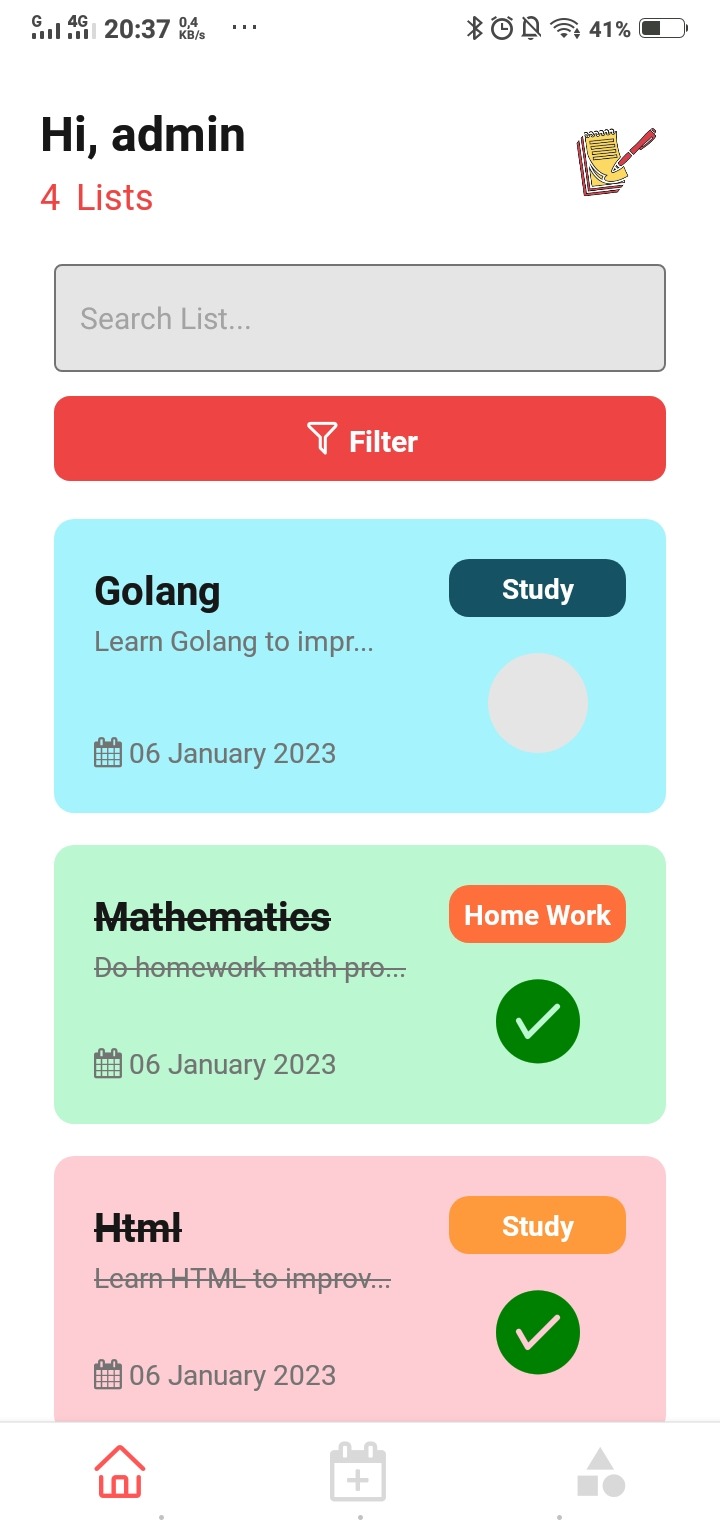 G 4G 20:37 0,4 KB/s ... 41%
Hi, admin
4 Lists
Search List...
Filter
Golang
Study
Learn Golang to impr...
06 January 2023
Mathematics
Home Work
Do homework math pro...
06 January 2023
Html
Study
Learn HTML to improv...
06 January 2023